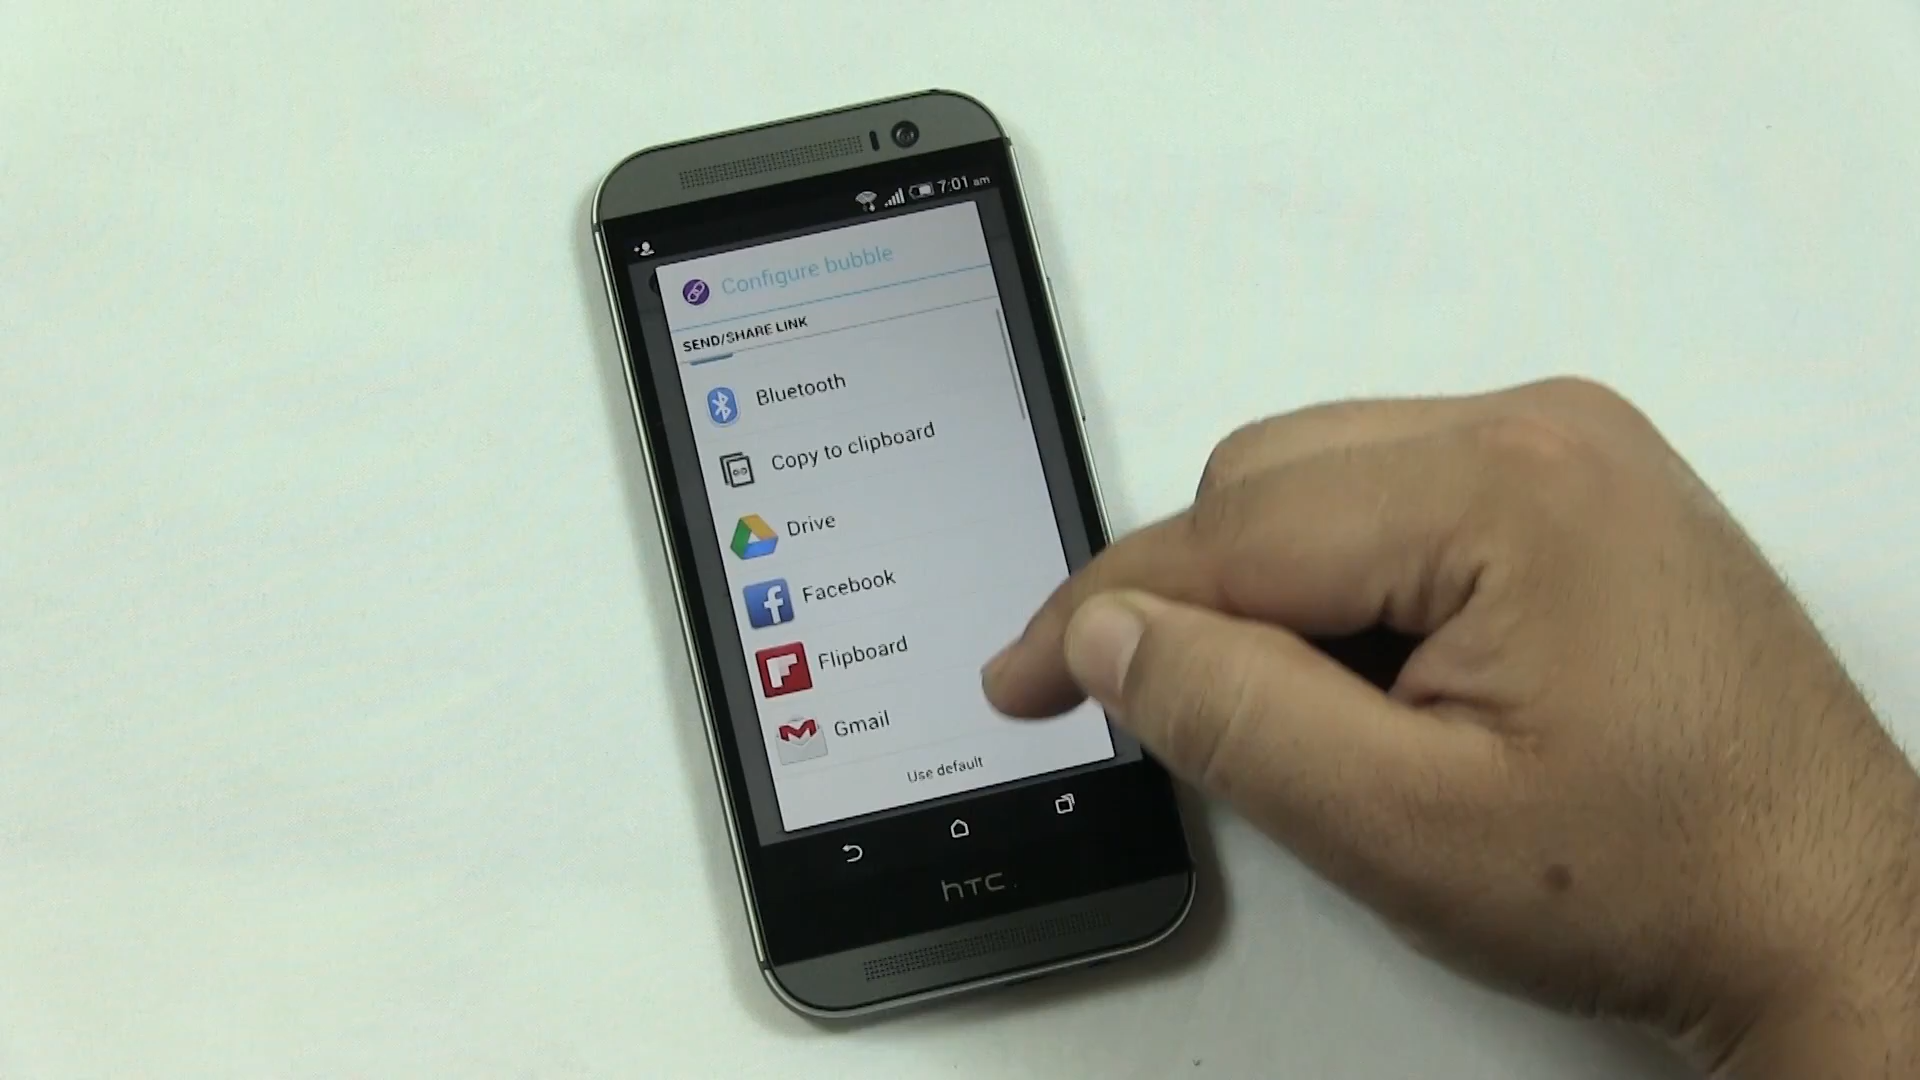 7:01 am
Configure bubble
SEND/SHARE LINK
Bluetooth
Copy to clipboard
Drive
Facebook
Flipboard
Gmail
Use default
hTC